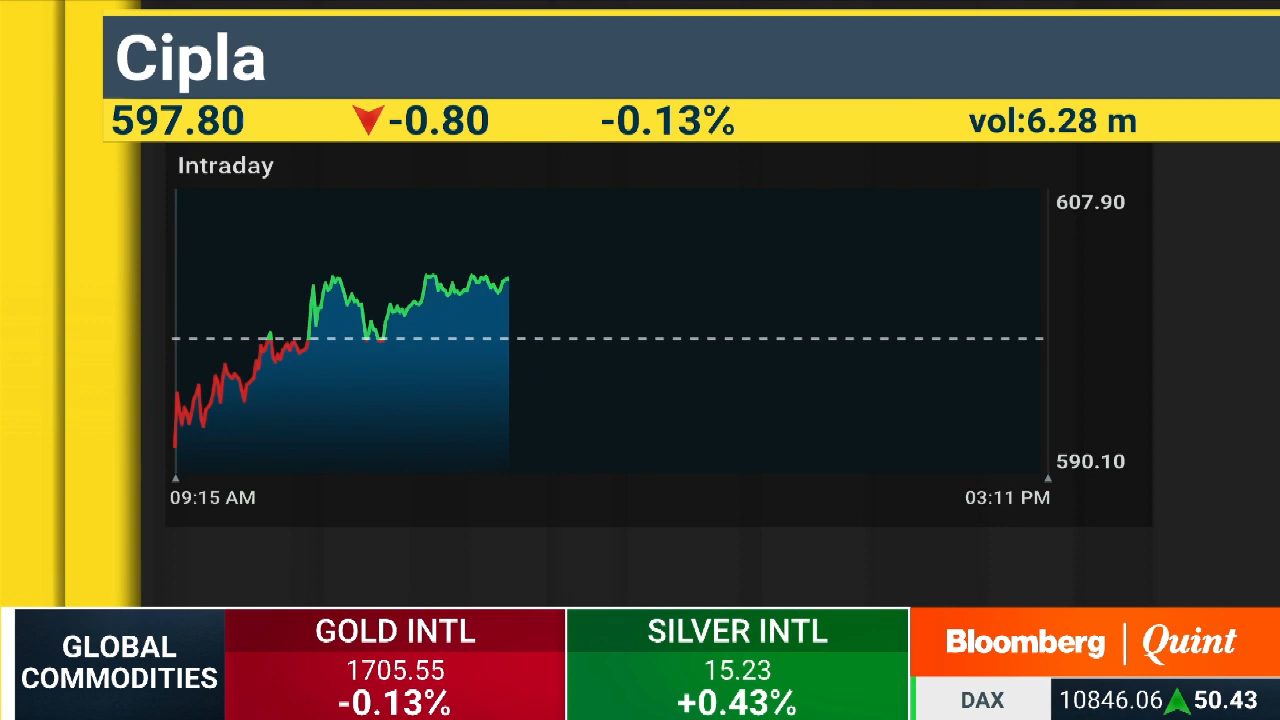 Cipla
597.80 -0.80 -0.13% vol:6.28 m
Intraday
607.90
590.10
09:15 AM 03:11 PM
GLOBAL
COMMODITIES
GOLD INTL
1705.55
-0.13%
SILVER INTL
15.23
+0.43%
Bloomberg | Quint
DAX 10846.06 50.43